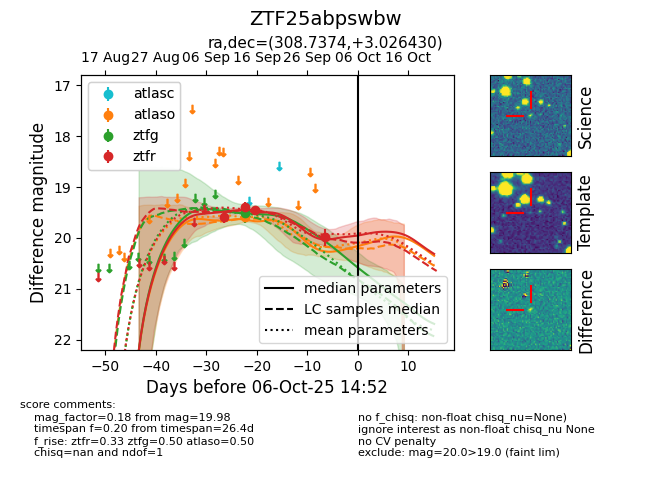 ZTF25abpswbw
ra,dec=(308.7374,+3.026430)
17 Aug 27 Aug 06 Sep 16 Sep 26 Sep 06 Oct 16 Oct
17
18
19
20
21
22
Difference magnitude
atlasc
atlaso
ztfg
ztfr
median parameters
LC samples median
mean parameters
−50 −40 −30 −20 −10 0 10
Days before 06-Oct-25 14:52
Science
Template
Difference
score comments:
mag_factor=0.18 from mag=19.98
timespan f=0.20 from timespan=26.4d
f_rise: ztfr=0.33 ztfg=0.50 atlaso=0.50
chisq=nan and ndof=1
no f_chisq: non-float chisq_nu=None)
ignore interest as non-float chisq_nu None
no CV penalty
exclude: mag=20.0>19.0 (faint lim)